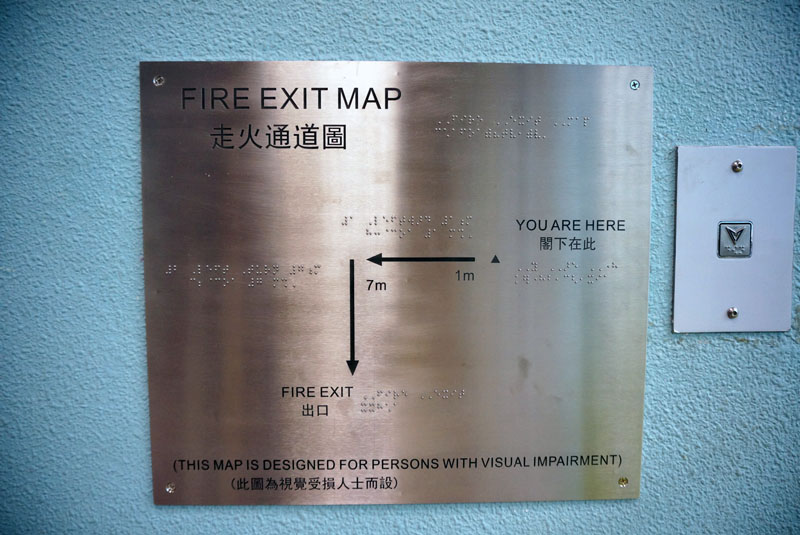 FIRE EXIT MAP
走火通道圖
YOU ARE HERE
閣下在此
1m
7m
FIRE EXIT
出口
(THIS MAP IS DESIGNED FOR PERSONS WITH VISUAL IMPAIRMENT)
(此圖為視覺受損人士而設)